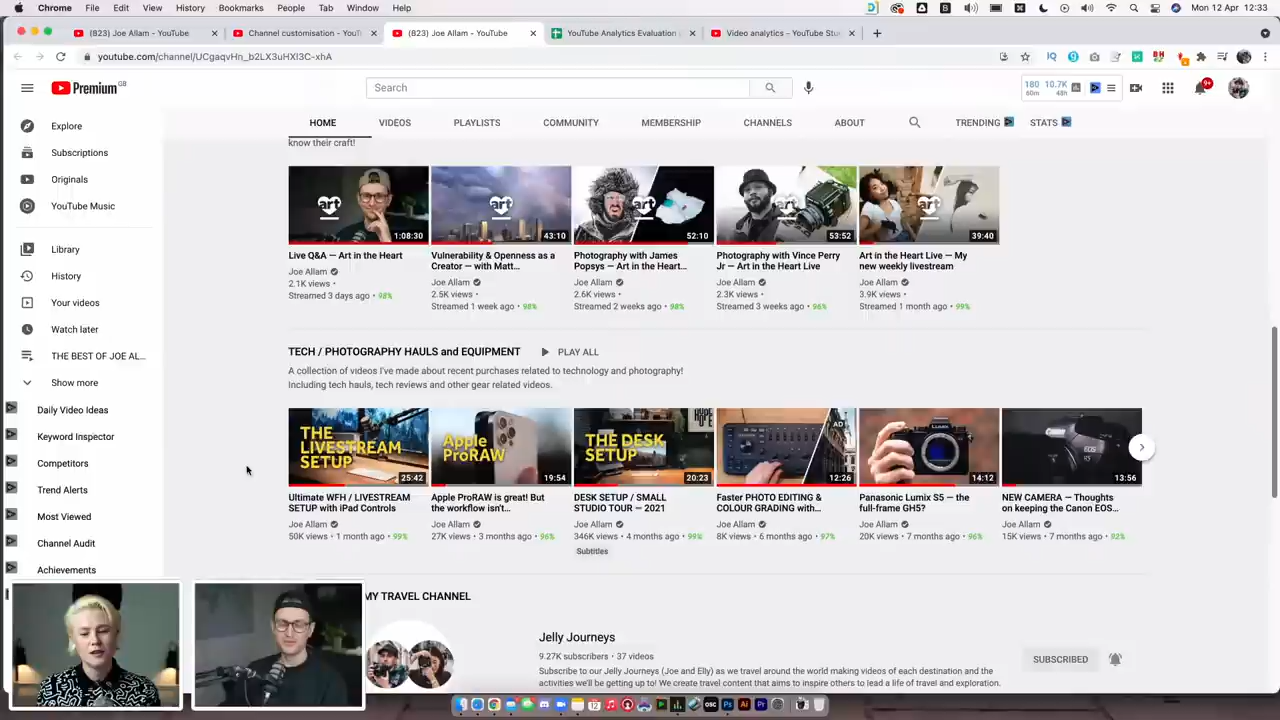 Chrome File Edit View History Bookmarks People Tab Window Help
Mon 12 Apr 12:33
(823) Joe Allam - YouTube
Channel customisation - YouT
(823) Joe Allam - YouTube
YouTube Analytics Evaluation
Video analytics - YouTube Stu
youtube.com/channel/UCgaqvHn_b2LX3uHXI3C-xhA
Premium GB
Search
180 10.7K
60m 48h
9+
HOME VIDEOS PLAYLISTS COMMUNITY MEMBERSHIP CHANNELS ABOUT TRENDING STATS
Explore
Subscriptions
Originals
YouTube Music
Library
History
Your videos
Watch later
THE BEST OF JOE AL...
Show more
Daily Video Ideas
Keyword Inspector
Competitors
Trend Alerts
Most Viewed
Channel Audit
Achievements
know their craft!
art
1:08:30
Live Q&A — Art in the Heart
Joe Allam
2.1K views •
Streamed 3 days ago • 98%
art
43:10
Vulnerability & Openness as a
Creator — with Matt...
Joe Allam
2.5K views •
Streamed 1 week ago • 98%
art
52:10
Photography with James
Popsys — Art in the Heart...
Joe Allam
2.6K views •
Streamed 2 weeks ago • 98%
art
53:52
Photography with Vince Perry
Jr — Art in the Heart Live
Joe Allam
2.3K views •
Streamed 3 weeks ago • 96%
art
39:40
Art in the Heart Live — My
new weekly livestream
Joe Allam
3.9K views •
Streamed 1 month ago • 99%
TECH / PHOTOGRAPHY HAULS and EQUIPMENT PLAY ALL
A collection of videos I've made about recent purchases related to technology and photography!
Including tech hauls, tech reviews and other gear related videos.
THE
LIVESTREAM
SETUP
25:42
Ultimate WFH / LIVESTREAM
SETUP with iPad Controls
Joe Allam
50K views • 1 month ago • 99%
Apple
ProRAW
19:54
Apple ProRAW is great! But
the workflow isn't...
Joe Allam
27K views • 3 months ago • 96%
THE DESK
SETUP
20:23
DESK SETUP / SMALL
STUDIO TOUR — 2021
Joe Allam
346K views • 4 months ago • 99%
Subtitles
AD
12:26
Faster PHOTO EDITING &
COLOUR GRADING with...
Joe Allam
8K views • 6 months ago • 97%
LUMIX
14:12
Panasonic Lumix S5 — the
full-frame GH5?
Joe Allam
20K views • 7 months ago • 96%
EOS
13:56
NEW CAMERA — Thoughts
on keeping the Canon EOS...
Joe Allam
15K views • 7 months ago • 92%
MY TRAVEL CHANNEL
Jelly Journeys
9.27K subscribers • 37 videos
Subscribe to our Jelly Journeys (Joe and Elly) as we travel around the world making videos of each destination and the
activities we'll be getting up to! We create travel content that aims to inspire others to lead a life of travel and exploration.
SUBSCRIBED